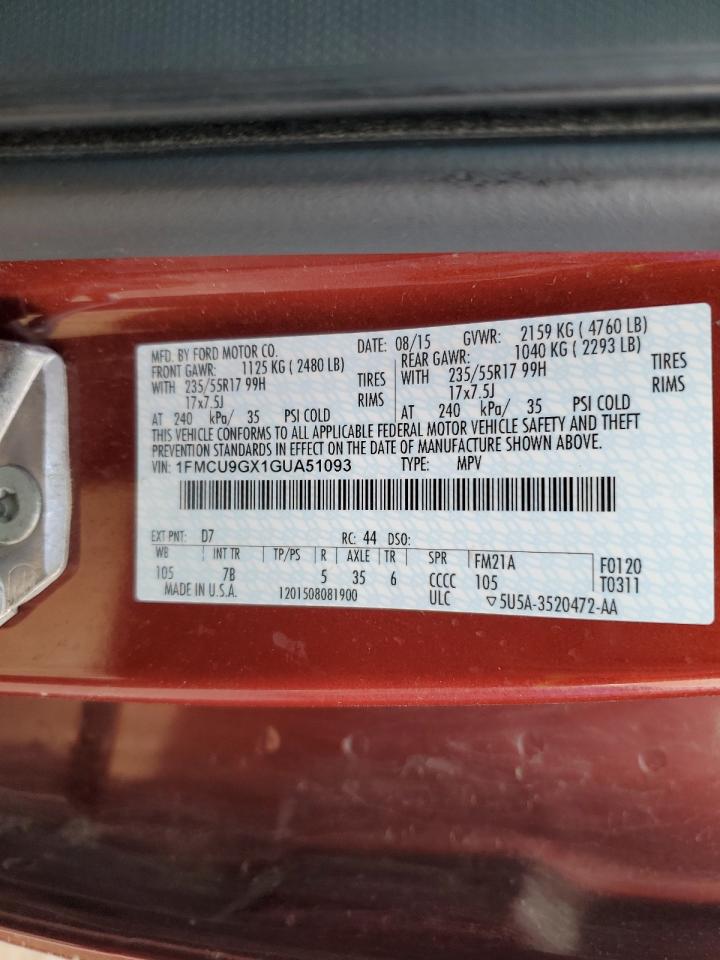 MFD. BY FORD MOTOR CO. DATE: 08/15 GVWR: 2159 KG ( 4760 LB)
FRONT GAWR: 1125 KG ( 2480 LB) REAR GAWR: 1040 KG ( 2293 LB)
WITH 235/55R17 99H TIRES WITH 235/55R17 99H TIRES
17x7.5J RIMS 17x7.5J RIMS
AT 240 kPa/ 35 PSI COLD AT 240 kPa/ 35 PSI COLD
THIS VEHICLE CONFORMS TO ALL APPLICABLE FEDERAL MOTOR VEHICLE SAFETY AND THEFT
PREVENTION STANDARDS IN EFFECT ON THE DATE OF MANUFACTURE SHOWN ABOVE.
VIN: 1FMCU9GX1GUA51093 TYPE: MPV
EXT PNT: D7 RC: 44 DSO:
WB INT TR TP/PS R AXLE TR SPR FM21A F0120
105 7B 5 35 6 CCCC 105 T0311
MADE IN U.S.A. 1201508081900 ULC ▽5U5A-3520472-AA